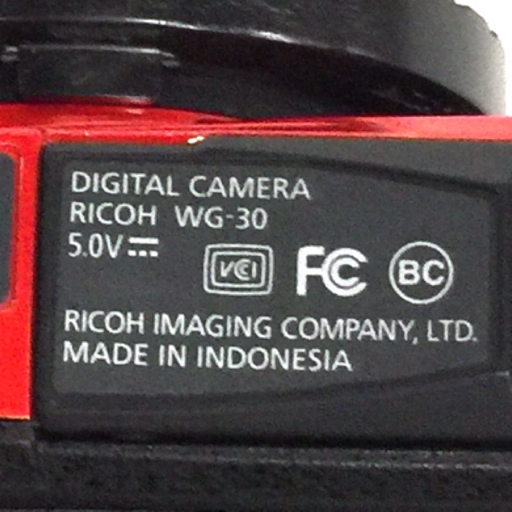 DIGITAL CAMERA
RICOH WG-30
5.0V
VCI FC BC
RICOH IMAGING COMPANY, LTD.
MADE IN INDONESIA